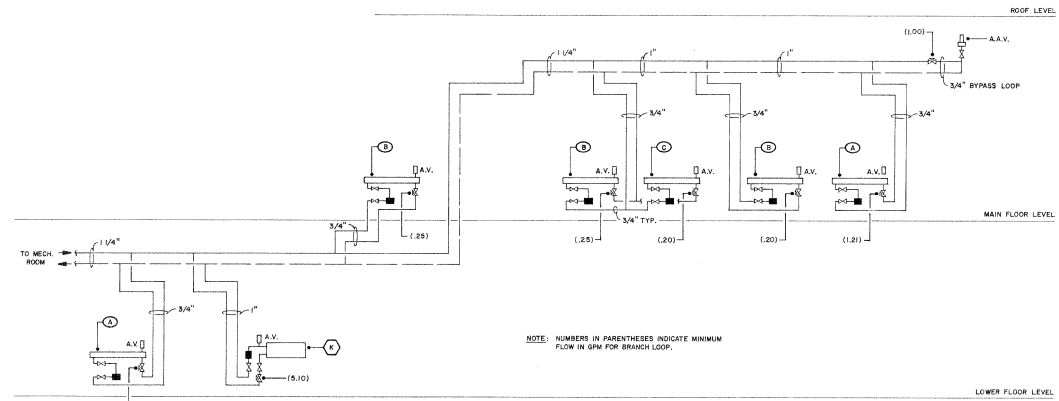 ROOF LEVEL
(1.00)
A.A.V.
1 1/4"
1"
1"
3/4" BYPASS LOOP
3/4"
3/4"
3/4"
B
A.V.
B
A.V.
C
A.V.
B
A.V.
A
A.V.
3/4" TYP.
MAIN FLOOR LEVEL
3/4"
(.25)
(.25)
(.20)
(.20)
(1.21)
1 1/4"
TO MECH.
ROOM
3/4"
1"
A
A.V.
A.V.
K
(5.10)
NOTE: NUMBERS IN PARENTHESES INDICATE MINIMUM
FLOW IN GPM FOR BRANCH LOOP.
LOWER FLOOR LEVEL